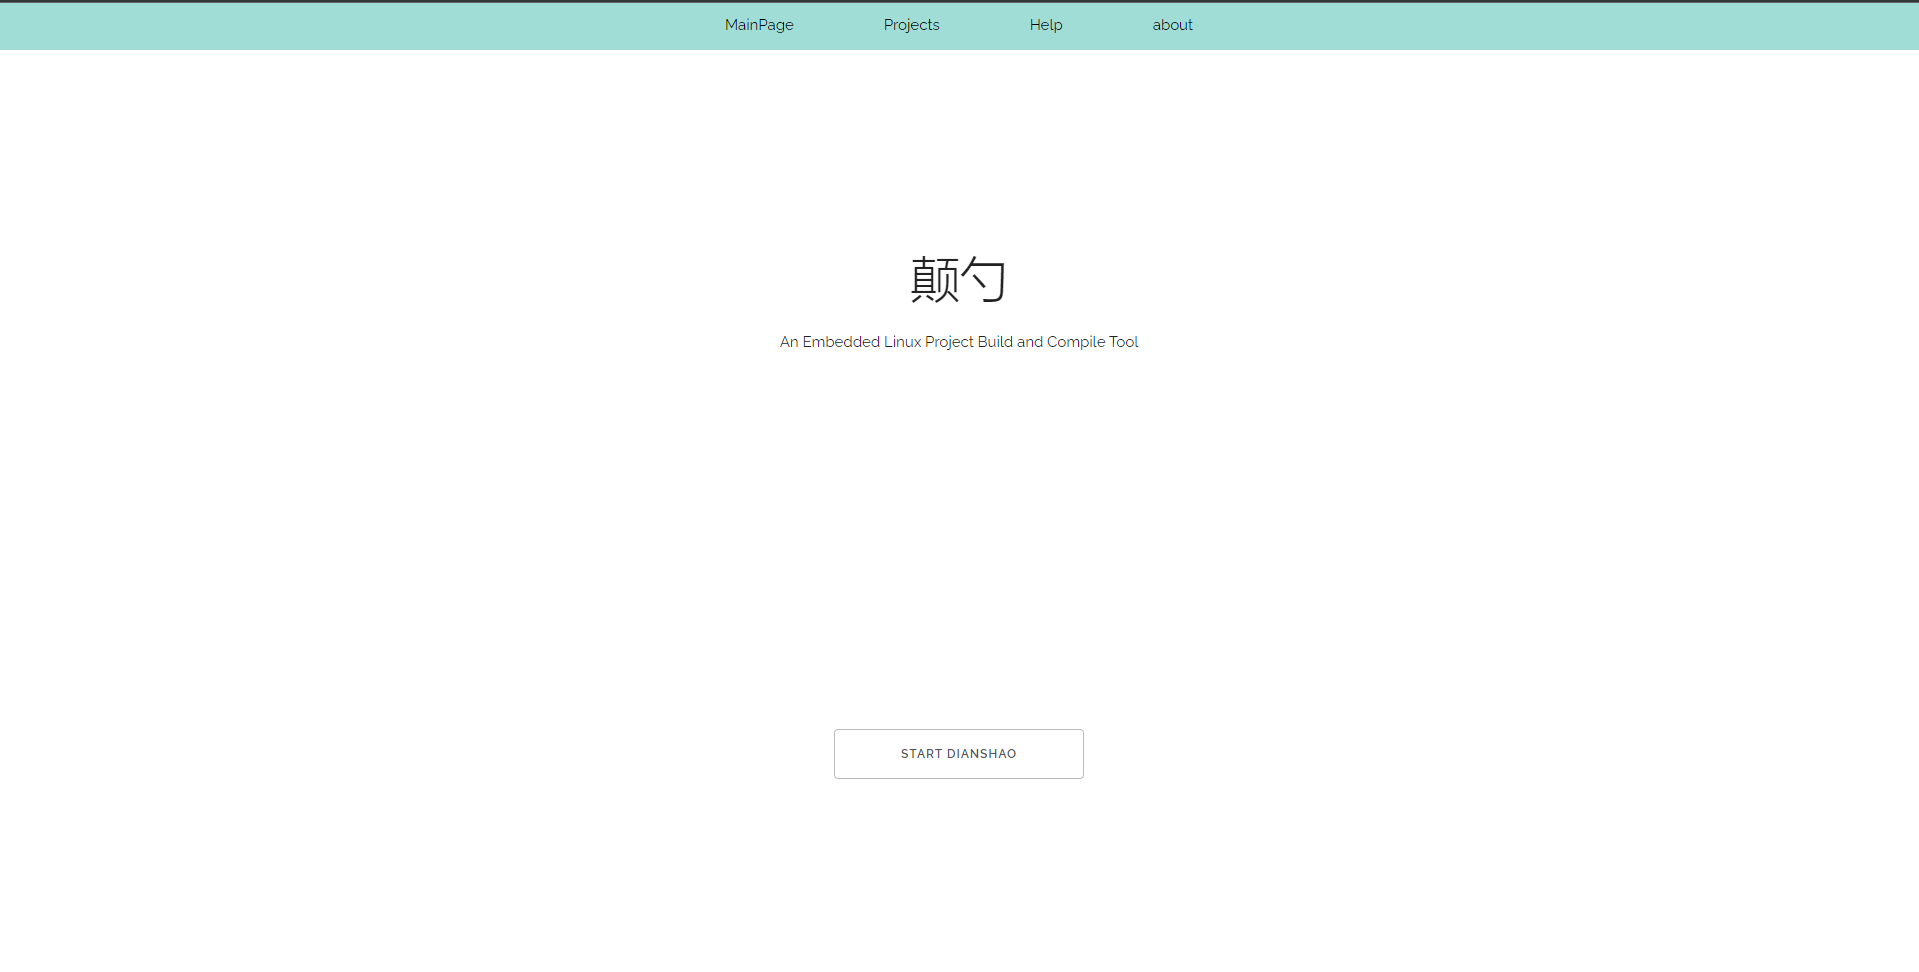 MainPage Projects Help about
颠勺
An Embedded Linux Project Build and Compile Tool
START DIANSHAO